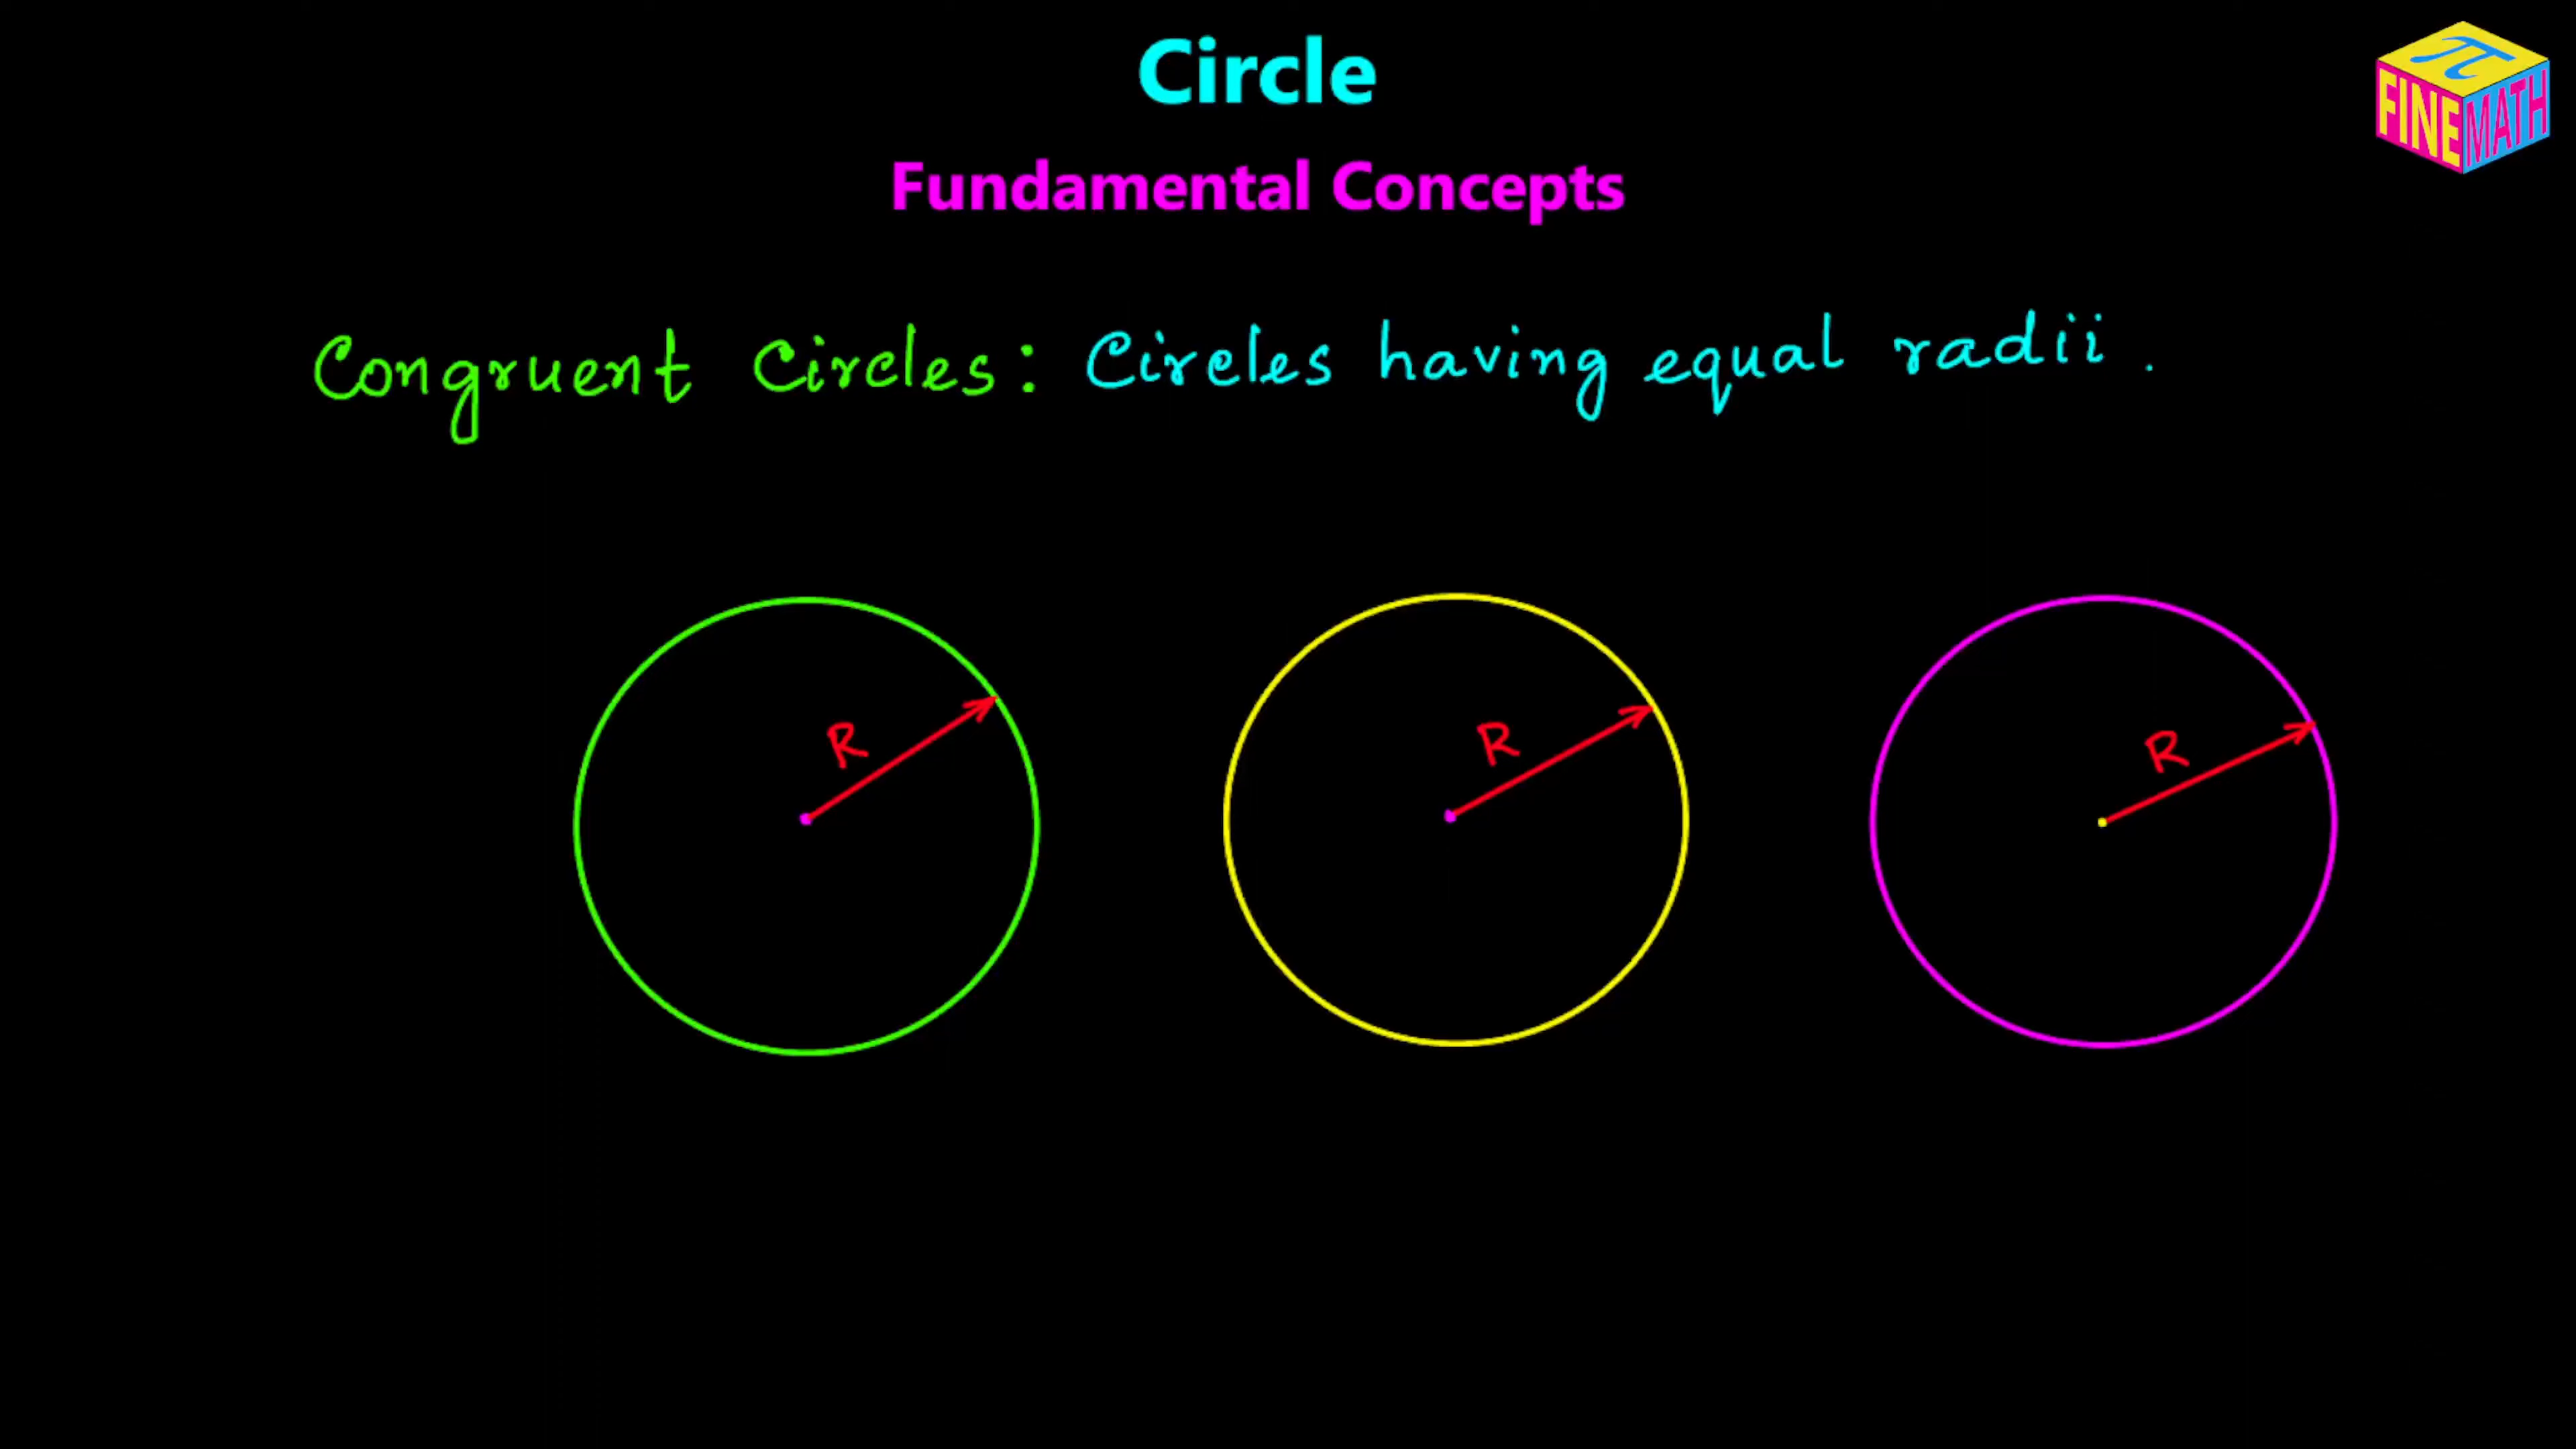 Circle
π
FINE MATH
Fundamental Concepts
Congruent Circles: Circles having equal radii.
R
R
R